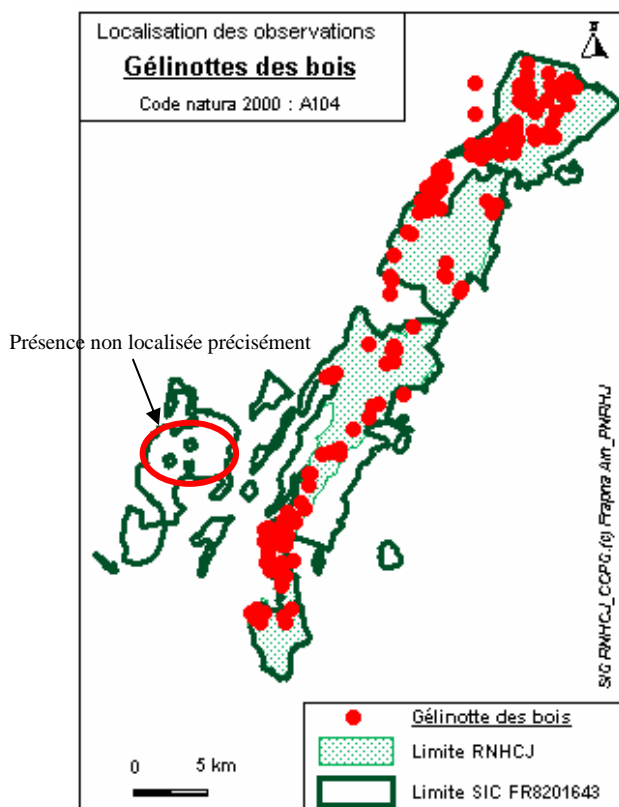 Localisation des observations
Gélinottes des bois
Code natura 2000 : A104
Présence non localisée précisément
SIG RNHCJ_CCPG.(c) Frapna Ain_PNRHJ
Gélinotte des bois
Limite RNHCJ
Limite SIC FR8201643
0 5 km